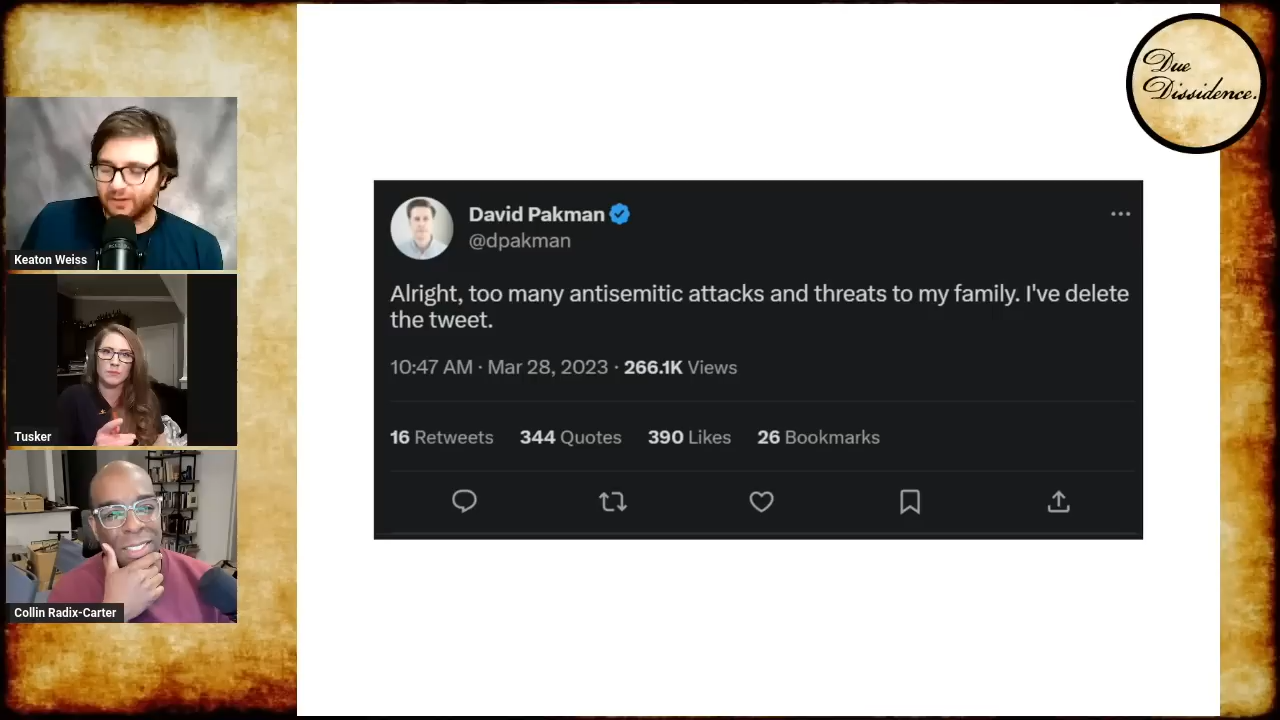 Due
Dissidence.
Keaton Weiss
Tusker
Collin Radix-Carter
David Pakman
@dpakman
Alright, too many antisemitic attacks and threats to my family. I've delete
the tweet.
10:47 AM · Mar 28, 2023 · 266.1K Views
16 Retweets 344 Quotes 390 Likes 26 Bookmarks